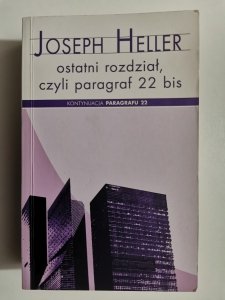 JOSEPH HELLER
ostatni rozdział,
czyli paragraf 22 bis
KONTYNUACJA PARAGRAFU 22